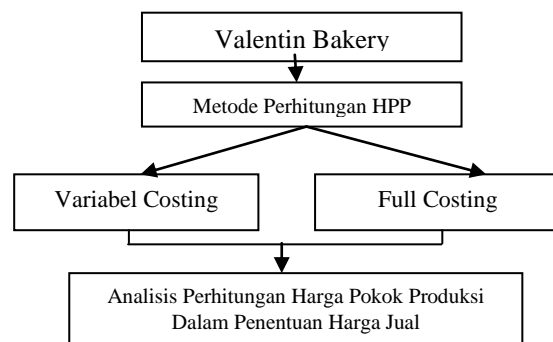 Valentin Bakery
Metode Perhitungan HPP
Variabel Costing
Full Costing
Analisis Perhitungan Harga Pokok Produksi
Dalam Penentuan Harga Jual